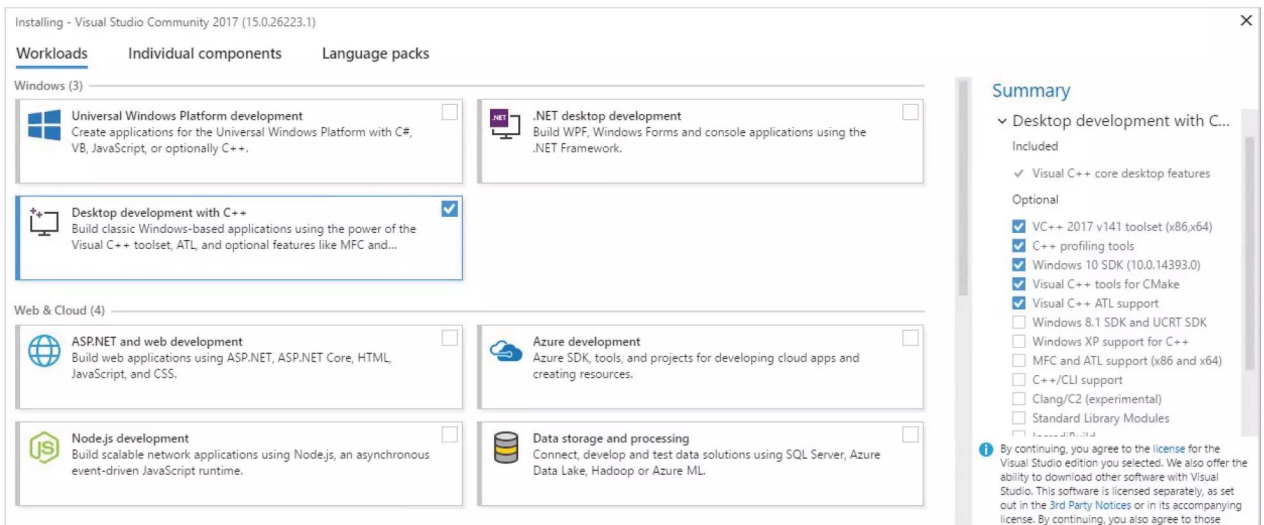 Installing - Visual Studio Community 2017 (15.0.26223.1)
Workloads
Individual components
Language packs
Windows (3)
Universal Windows Platform development
Create applications for the Universal Windows Platform with C#,
VB, JavaScript, or optionally C++.
.NET
.NET desktop development
Build WPF, Windows Forms and console applications using the
.NET Framework.
Desktop development with C++
Build classic Windows-based applications using the power of the
Visual C++ toolset, ATL, and optional features like MFC and...
Web & Cloud (4)
ASP.NET and web development
Build web applications using ASP.NET, ASP.NET Core, HTML,
JavaScript, and CSS.
Azure development
Azure SDK, tools, and projects for developing cloud apps and
creating resources.
JS
Node.js development
Build scalable network applications using Node.js, an asynchronous
event-driven JavaScript runtime.
Data storage and processing
Connect, develop and test data solutions using SQL Server, Azure
Data Lake, Hadoop or Azure ML.
Summary
Desktop development with C...
Included
Visual C++ core desktop features
Optional
VC++ 2017 v141 toolset (x86,x64)
C++ profiling tools
Windows 10 SDK (10.0.14393.0)
Visual C++ tools for CMake
Visual C++ ATL support
Windows 8.1 SDK and UCRT SDK
Windows XP support for C++
MFC and ATL support (x86 and x64)
C++/CLI support
Clang/C2 (experimental)
Standard Library Modules
IncrediBuild
By continuing, you agree to the license for the
Visual Studio edition you selected. We also offer the
ability to download other software with Visual
Studio. This software is licensed separately, as set
out in the 3rd Party Notices or in its accompanying
license. By continuing, you also agree to those